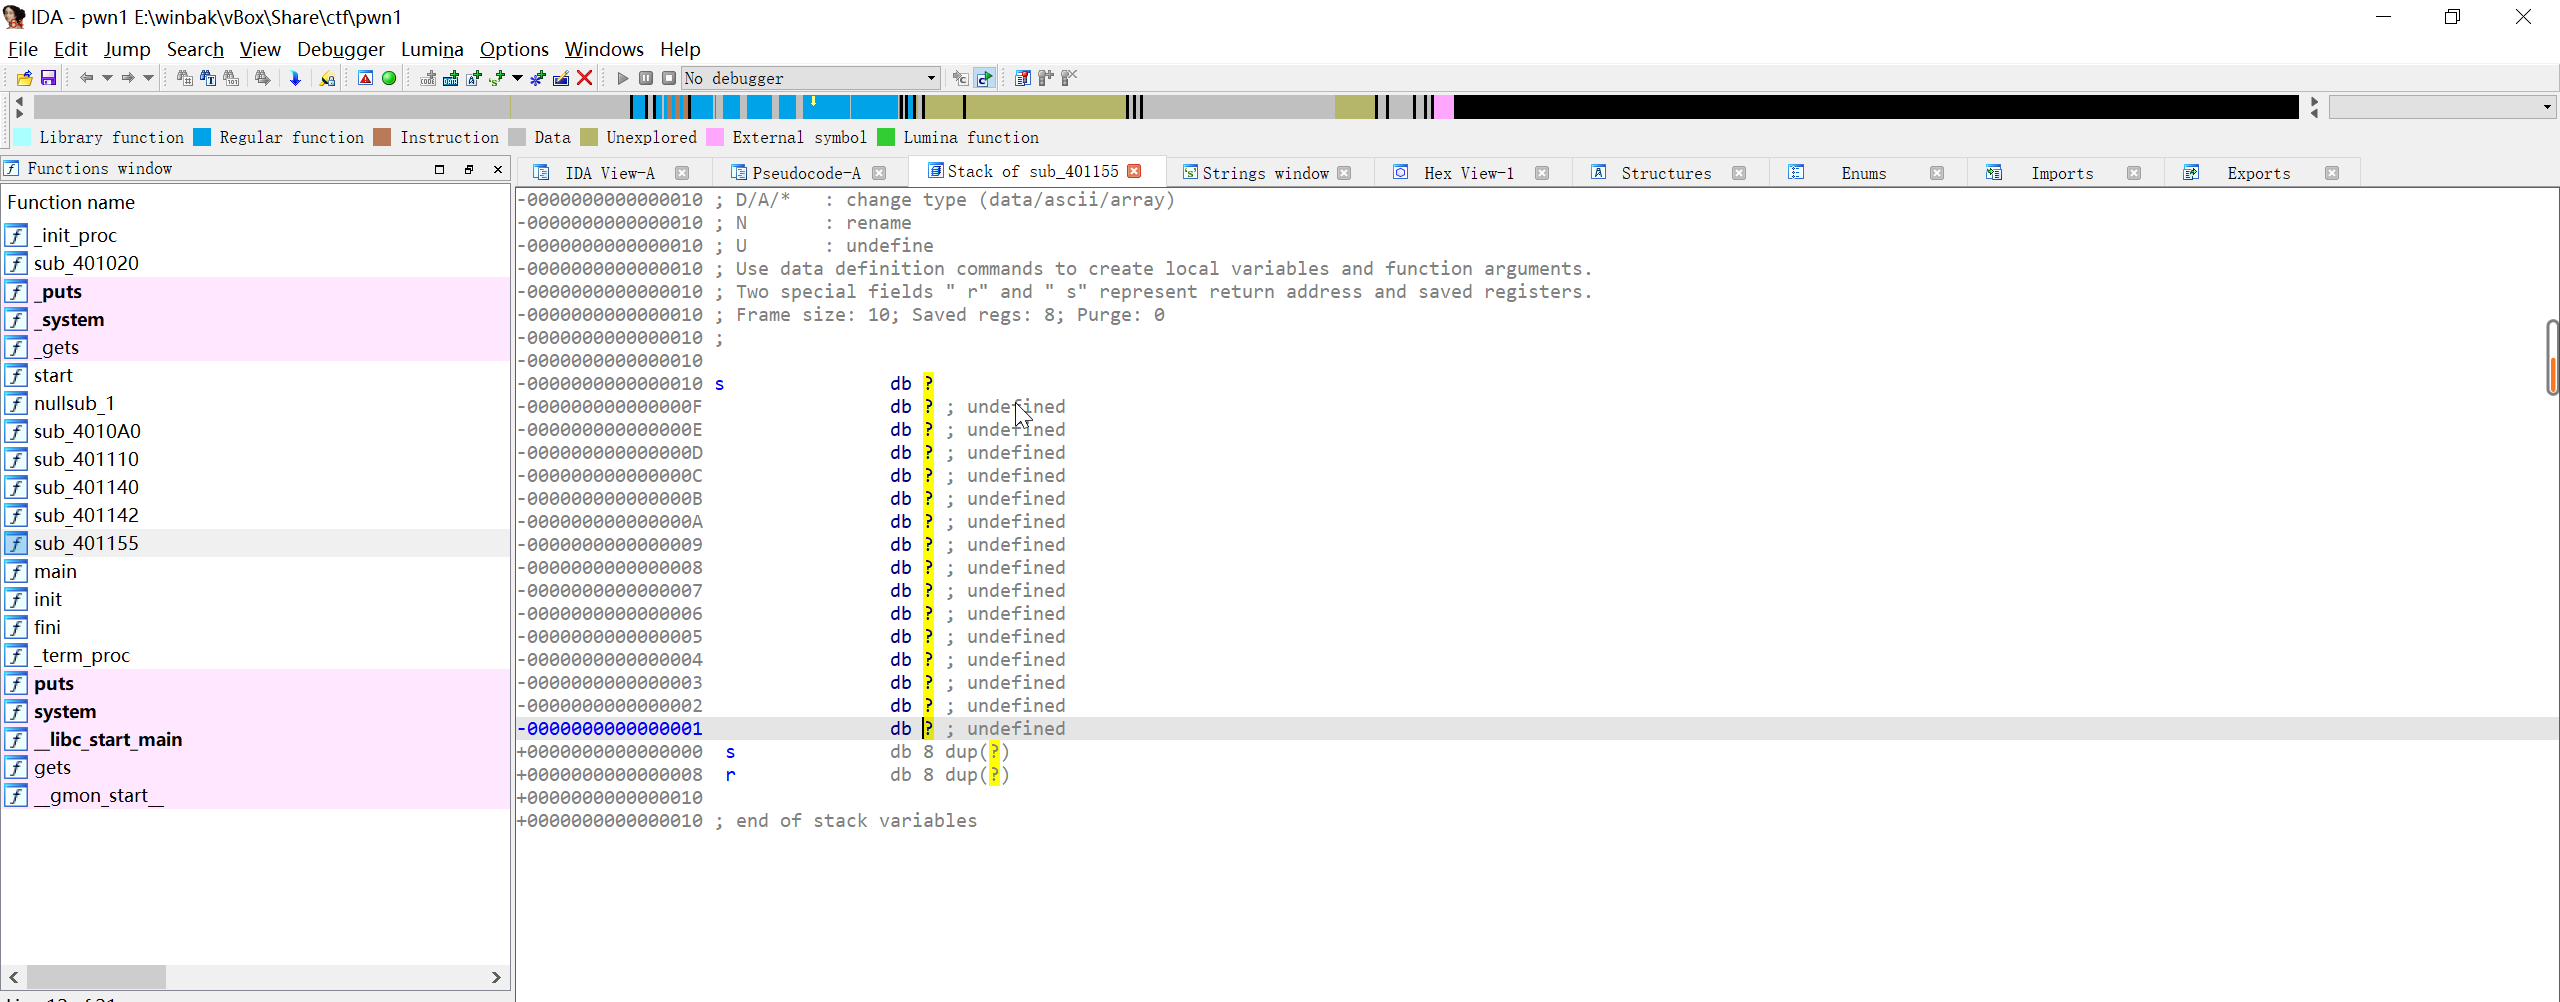 IDA - pwn1 E:\winbak\vBox\Share\ctf\pwn1
File Edit Jump Search View Debugger Lumina Options Windows Help
No debugger
Library function Regular function Instruction Data Unexplored External symbol Lumina function
Functions window
IDA View-A Pseudocode-A Stack of sub_401155 Strings window Hex View-1 Structures Enums Imports Exports
Function name
_init_proc
sub_401020
_puts
_system
_gets
start
nullsub_1
sub_4010A0
sub_401110
sub_401140
sub_401142
sub_401155
main
init
fini
_term_proc
puts
system
__libc_start_main
gets
__gmon_start__
-0000000000000010 ; D/A/* : change type (data/ascii/array)
-0000000000000010 ; N : rename
-0000000000000010 ; U : undefine
-0000000000000010 ; Use data definition commands to create local variables and function arguments.
-0000000000000010 ; Two special fields " r" and " s" represent return address and saved registers.
-0000000000000010 ; Frame size: 10; Saved regs: 8; Purge: 0
-0000000000000010 ;
-0000000000000010
-0000000000000010 s db ?
-000000000000000F db ? ; undefined
-000000000000000E db ? ; undefined
-000000000000000D db ? ; undefined
-000000000000000C db ? ; undefined
-000000000000000B db ? ; undefined
-000000000000000A db ? ; undefined
-0000000000000009 db ? ; undefined
-0000000000000008 db ? ; undefined
-0000000000000007 db ? ; undefined
-0000000000000006 db ? ; undefined
-0000000000000005 db ? ; undefined
-0000000000000004 db ? ; undefined
-0000000000000003 db ? ; undefined
-0000000000000002 db ? ; undefined
-0000000000000001 db ? ; undefined
+0000000000000000 s db 8 dup(?)
+0000000000000008 r db 8 dup(?)
+0000000000000010
+0000000000000010 ; end of stack variables